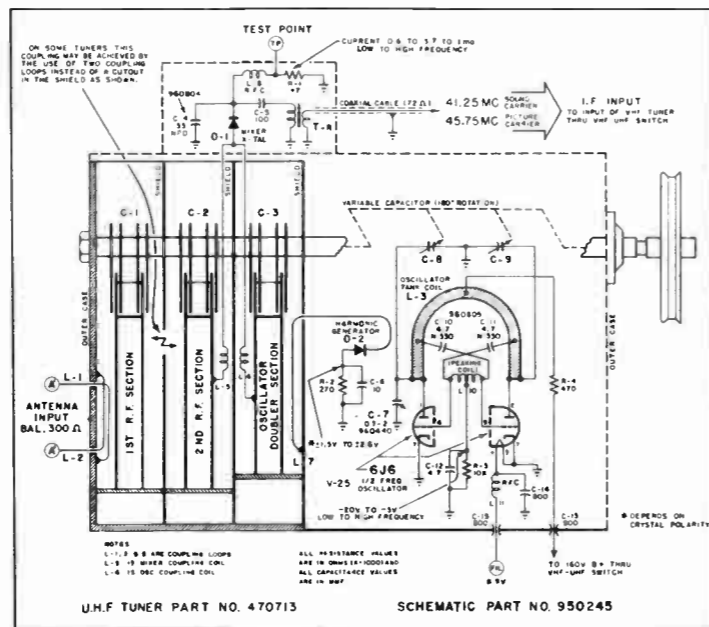 TEST POINT
TP
ON SOME TUNERS THIS
COUPLING MAY BE ACHIEVED BY
THE USE OF TWO COUPLING
LOOPS INSTEAD OF A CUTOUT
IN THE SHIELD AS SHOWN.
CURRENT 0.6 TO
LOW TO HIGH FREQUENCY
L-8
R.F.C.
R-1
47
960804
C-4
33
NPO
C-5
100
D-1
MIXER
X-TAL
T-R
COAXIAL CABLE (72 Ω)
41.25 MC
SOUND
CARRIER
45.75 MC
PICTURE
CARRIER
I.F INPUT
TO INPUT OF VHF TUNER
THRU VHF UHF SWITCH
SHIELD
SHIELD
SHIELD
C-1
C-2
C-3
VARIABLE CAPACITOR (180° ROTATION)
C-8
C-9
OUTER CASE
OUTER CASE
OSCILLATOR
TANK COIL
L-3
960805
C-10
4.7
N 330
C-11
4.7
N 330
(PEAKING
COIL)
L 10
HARMONIC
GENERATOR
D-2
R-2
270
C-6
10
C-7
0.5-2
960640
R-4
470
L-1
ANTENNA
INPUT
BAL. 300 Ω
L-2
1ST R.F. SECTION
2ND R.F. SECTION
OSCILLATOR
DOUBLER SECTION
L-5
L 6
L 7
*±1.5V TO ±2.6V
6J6
V-25
1/2 FREQ
OSCILLATOR
C-12
4.7
R-3
10K
-20V TO -3V
LOW TO HIGH FREQUENCY
RFC
L 11
C-14
800
C-15
800
C-13
800
FIL
6.3V
* DEPENDS ON
CRYSTAL POLARITY
TO 160V B+ THRU
VHF-UHF SWITCH
NOTES
ARE COUPLING LOOPS
L-5 IS MIXER COUPLING COIL
L-6 IS OSC COUPLING COIL
ALL RESISTANCE VALUES
ARE IN OHMS (K=1000) AND
ALL CAPACITANCE VALUES
ARE IN MMF.
U.H.F TUNER PART NO. 470713
SCHEMATIC PART NO. 950245